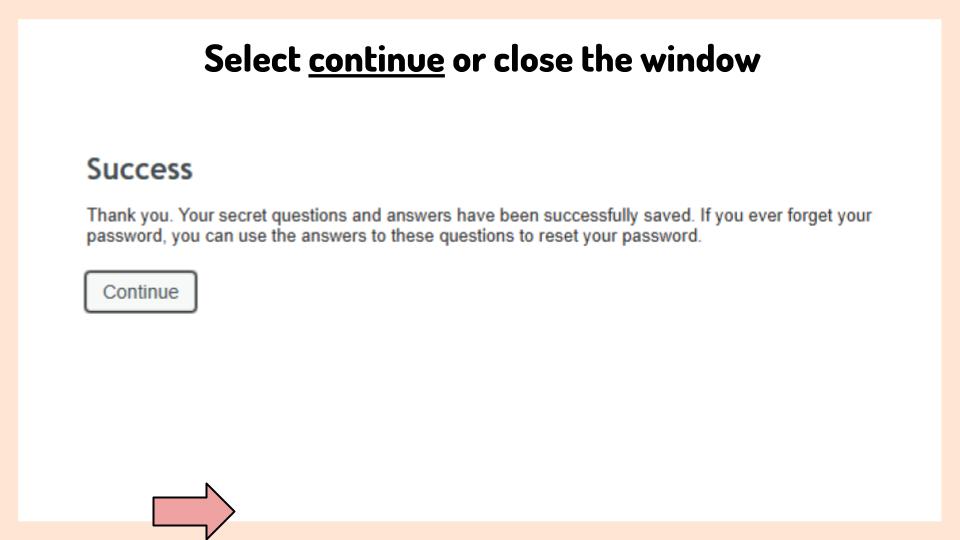 Select continue or close the window
Success
Thank you. Your secret questions and answers have been successfully saved. If you ever forget your
password, you can use the answers to these questions to reset your password.
Continue